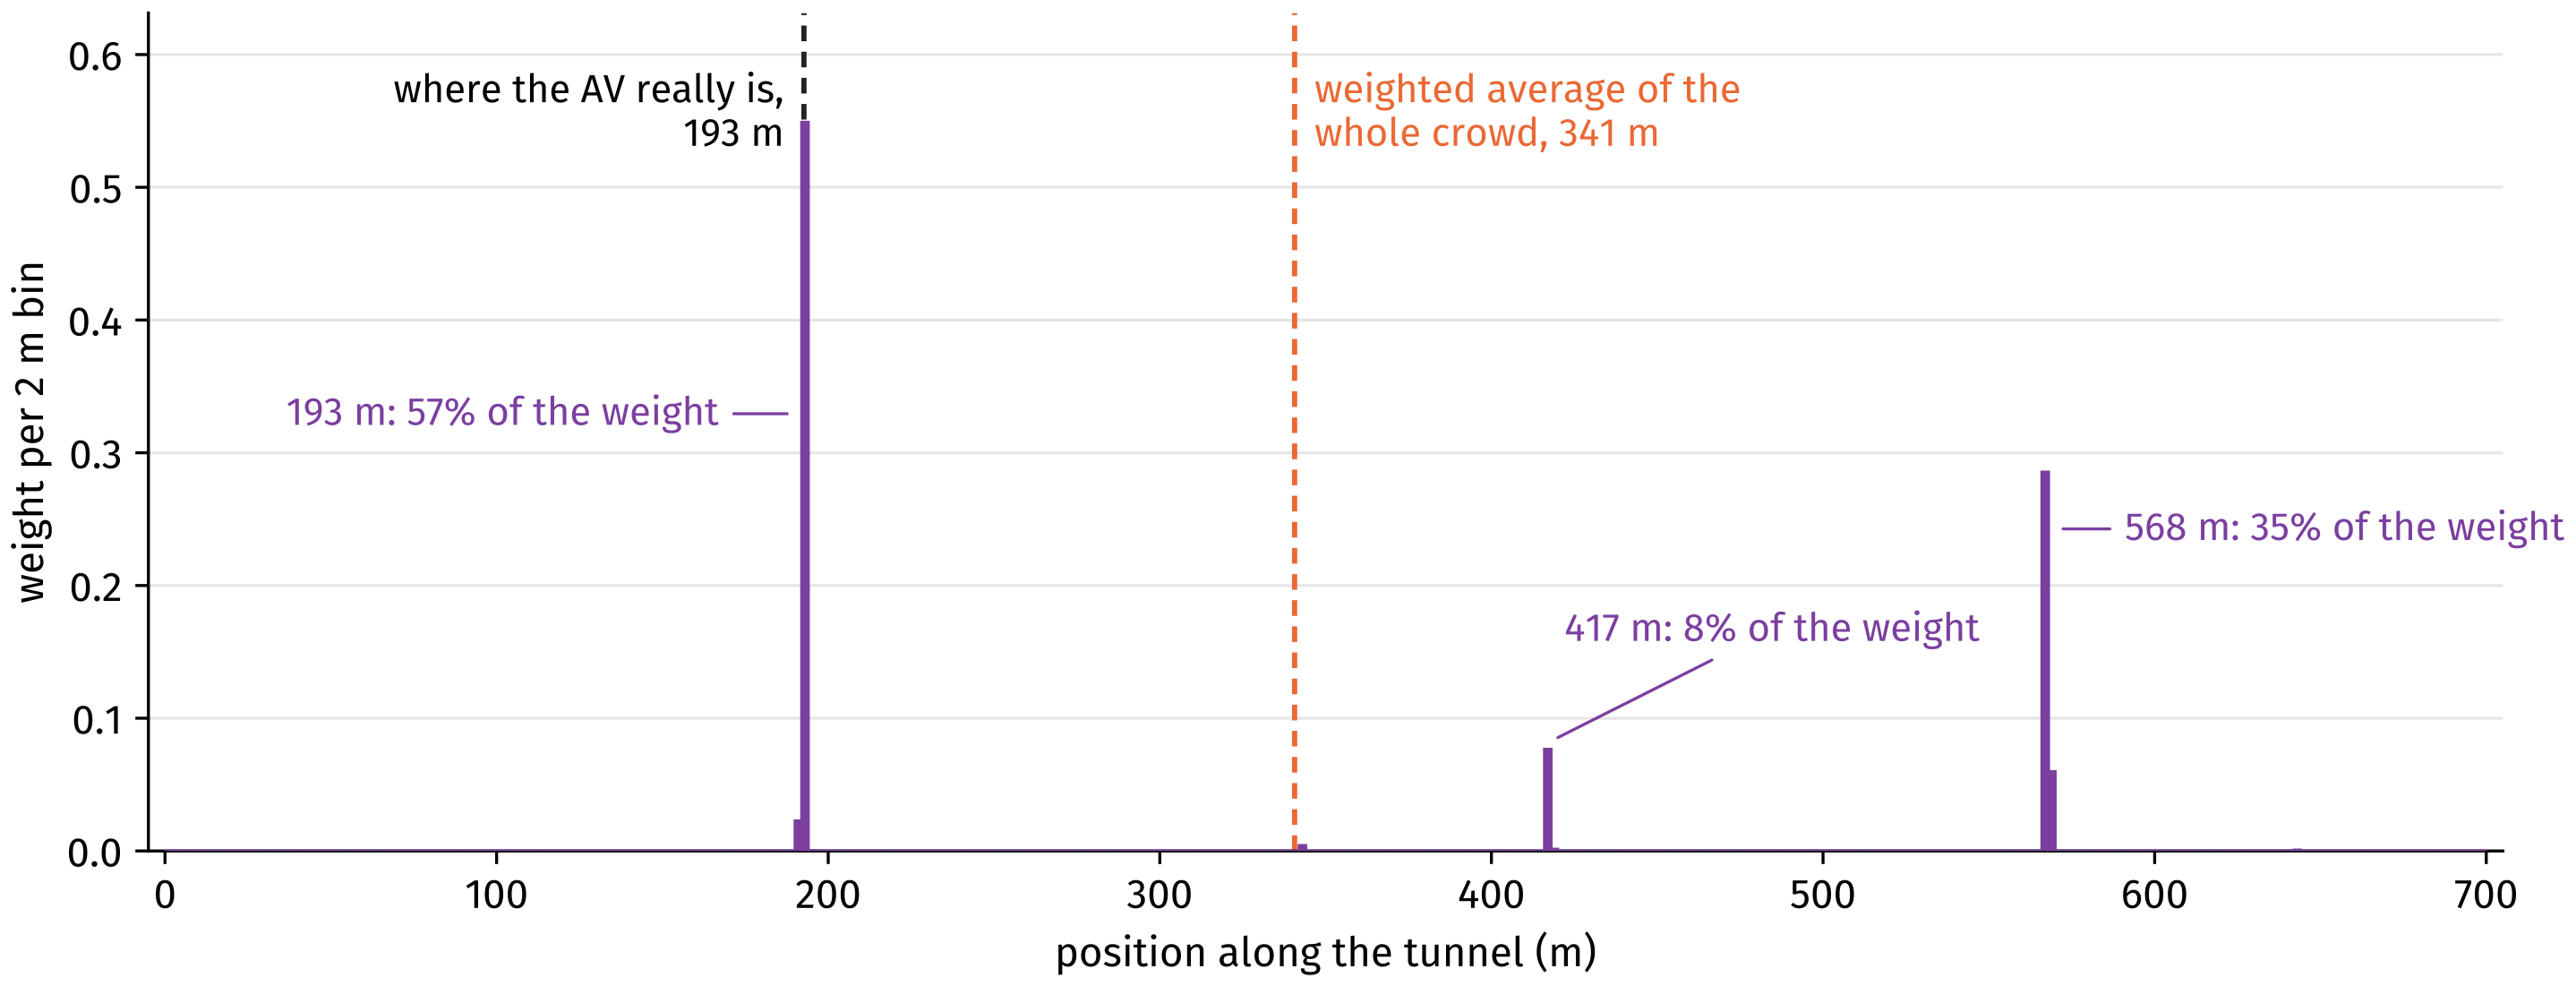 0.6
0.5
0.4
0.3
0.2
0.1
0.0
weight per 2 m bin
where the AV really is,
193 m
weighted average of the
whole crowd, 341 m
193 m: 57% of the weight
568 m: 35% of the weight
417 m: 8% of the weight
0 100 200 300 400 500 600 700
position along the tunnel (m)